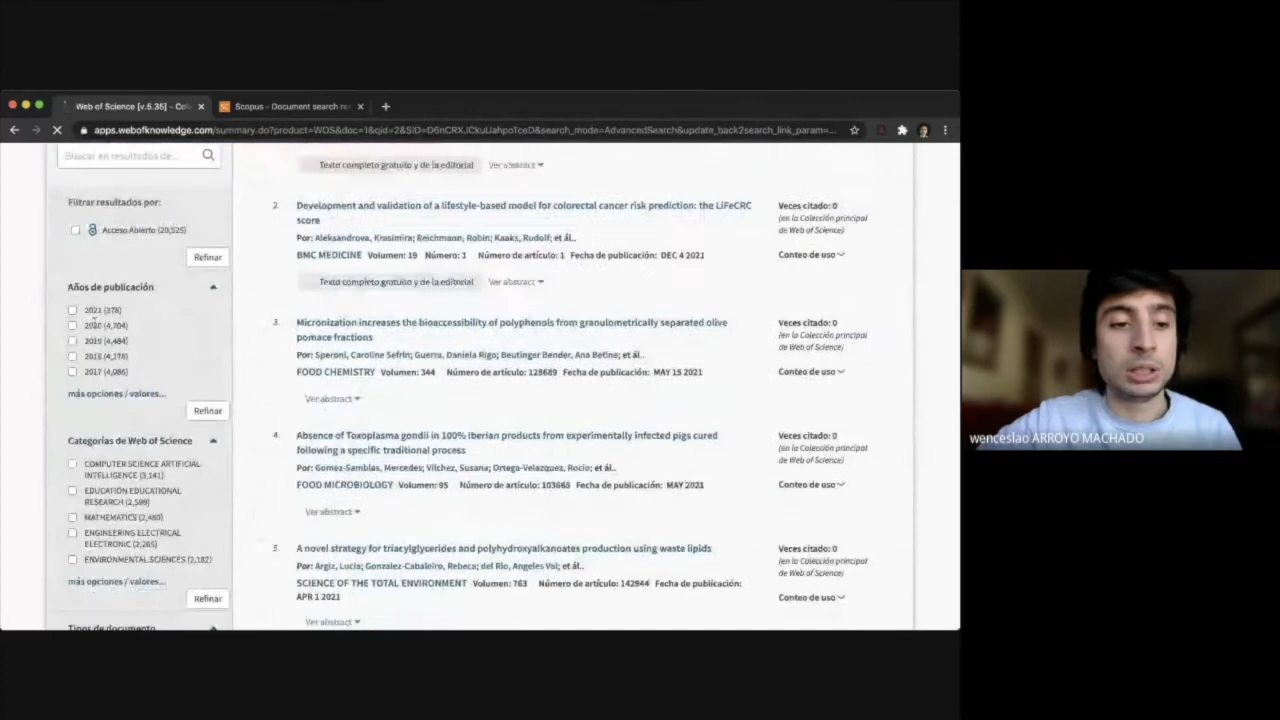 Web of Science [v.5.35] - Col
Scopus - Document search re
apps.webofknowledge.com/summary.do?product=WOS&doc=1&qid=2&SID=D6nCRXJCkuUahpoTceD&search_mode=AdvancedSearch&update_back2search_link_param=...
Buscar en resultados de...
Filtrar resultados por:
Acceso Abierto (20,525)
Refinar
Años de publicación
2021 (378)
2020 (4,704)
2019 (4,484)
2018 (4,178)
2017 (4,086)
más opciones / valores...
Refinar
Categorías de Web of Science
COMPUTER SCIENCE ARTIFICIAL
INTELLIGENCE (3,141)
EDUCATION EDUCATIONAL
RESEARCH (2,599)
MATHEMATICS (2,480)
ENGINEERING ELECTRICAL
ELECTRONIC (2,265)
ENVIRONMENTAL SCIENCES (2,182)
más opciones / valores...
Refinar
Tipos de documento
Texto completo gratuito y de la editorial Ver abstract
2. Development and validation of a lifestyle-based model for colorectal cancer risk prediction: the LiFeCRC
score
Por: Aleksandrova, Krasimira; Reichmann, Robin; Kaaks, Rudolf; et ál..
BMC MEDICINE Volumen: 19 Número: 1 Número de artículo: 1 Fecha de publicación: DEC 4 2021
Texto completo gratuito y de la editorial Ver abstract
Veces citado: 0
(en la Colección principal
de Web of Science)
Conteo de uso
3. Micronization increases the bioaccessibility of polyphenols from granulometrically separated olive
pomace fractions
Por: Speroni, Caroline Sefrin; Guerra, Daniela Rigo; Beutinger Bender, Ana Betine; et ál..
FOOD CHEMISTRY Volumen: 344 Número de artículo: 128689 Fecha de publicación: MAY 15 2021
Ver abstract
Veces citado: 0
(en la Colección principal
de Web of Science)
Conteo de uso
4. Absence of Toxoplasma gondii in 100% Iberian products from experimentally infected pigs cured
following a specific traditional process
Por: Gomez-Samblas, Mercedes; Vilchez, Susana; Ortega-Velazquez, Rocio; et ál..
FOOD MICROBIOLOGY Volumen: 95 Número de artículo: 103665 Fecha de publicación: MAY 2021
Ver abstract
Veces citado: 0
(en la Colección principal
de Web of Science)
Conteo de uso
5. A novel strategy for triacylglycerides and polyhydroxyalkanoates production using waste lipids
Por: Argiz, Lucia; Gonzalez-Cabaleiro, Rebeca; del Rio, Angeles Val; et ál..
SCIENCE OF THE TOTAL ENVIRONMENT Volumen: 763 Número de artículo: 142944 Fecha de publicación:
APR 1 2021
Ver abstract
Veces citado: 0
(en la Colección principal
de Web of Science)
Conteo de uso
wenceslao ARROYO MACHADO